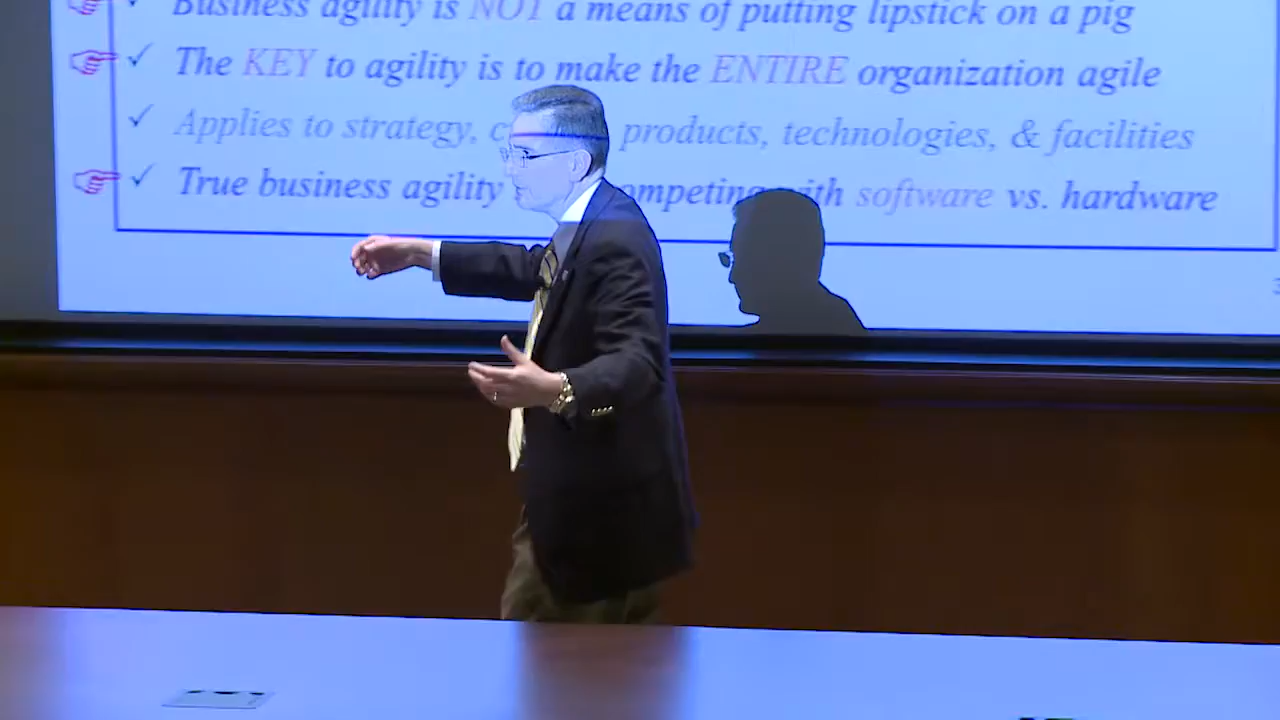 Business agility is NOT a means of putting lipstick on a pig
The KEY to agility is to make the ENTIRE organization agile
Applies to strategy, products, technologies, & facilities
True business agility with software vs. hardware